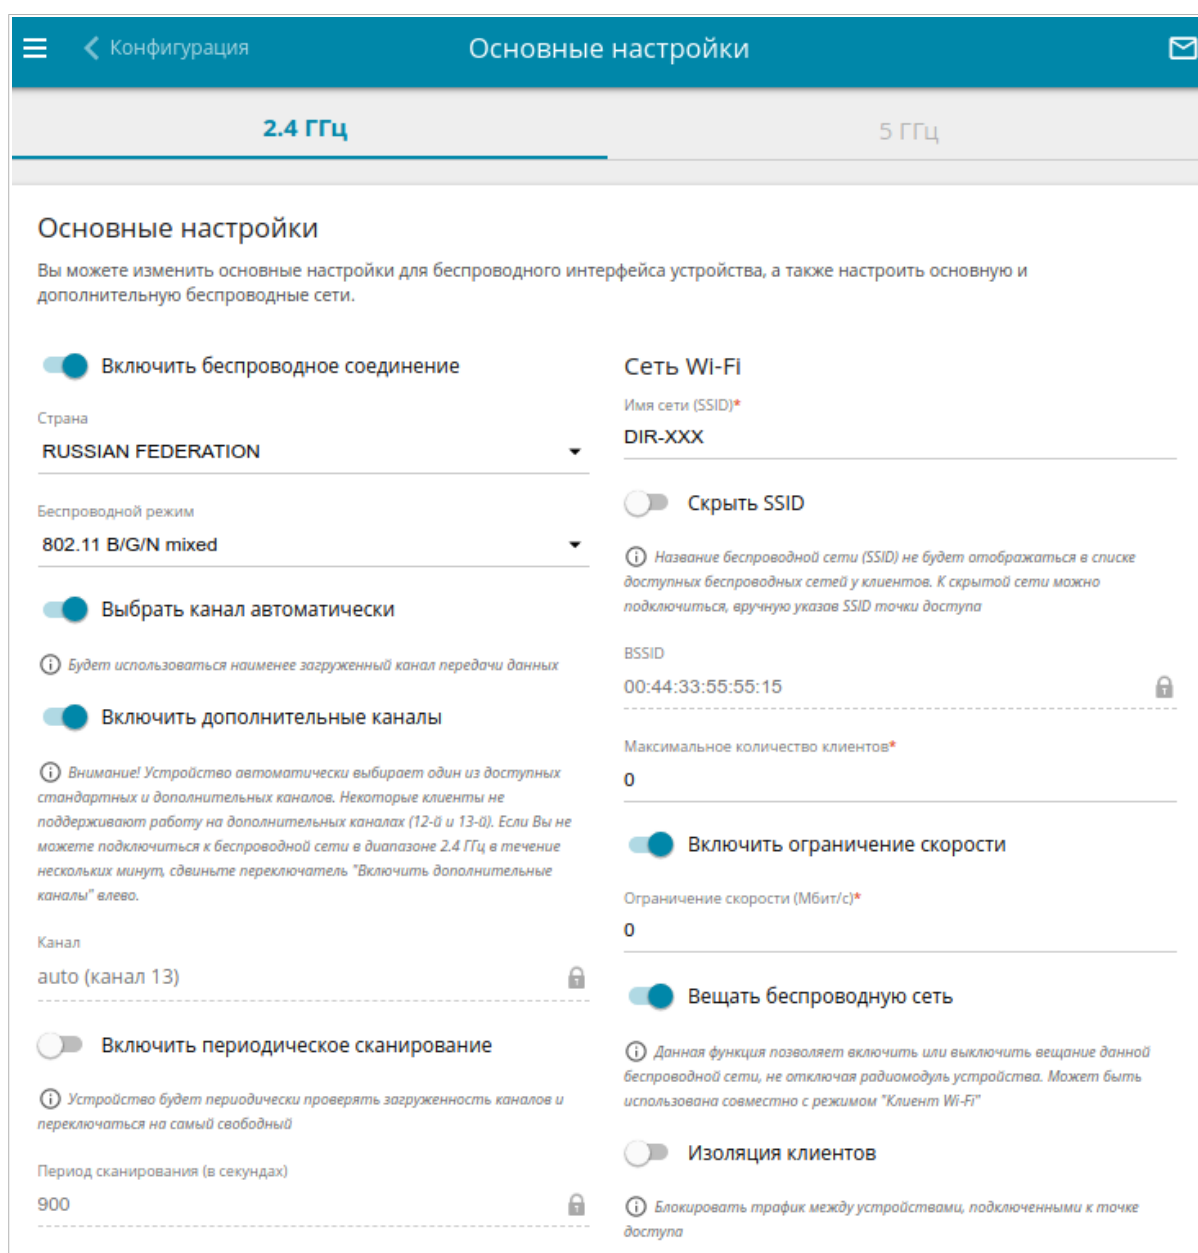 Конфигурация
Основные настройки
2.4 ГГц
5 ГГц
Основные настройки
Вы можете изменить основные настройки для беспроводного интерфейса устройства, а также настроить основную и
дополнительную беспроводные сети.
Включить беспроводное соединение
Страна
RUSSIAN FEDERATION
Беспроводной режим
802.11 B/G/N mixed
Выбрать канал автоматически
Будет использоваться наименее загруженный канал передачи данных
Включить дополнительные каналы
Внимание! Устройство автоматически выбирает один из доступных
стандартных и дополнительных каналов. Некоторые клиенты не
поддерживают работу на дополнительных каналах (12-й и 13-й). Если Вы не
можете подключиться к беспроводной сети в диапазоне 2.4 ГГц в течение
нескольких минут, сдвиньте переключатель "Включить дополнительные
каналы" влево.
Канал
auto (канал 13)
Включить периодическое сканирование
Устройство будет периодически проверять загруженность каналов и
переключаться на самый свободный
Период сканирования (в секундах)
900
Сеть Wi-Fi
Имя сети (SSID)*
DIR-XXX
Скрыть SSID
Название беспроводной сети (SSID) не будет отображаться в списке
доступных беспроводных сетей у клиентов. К скрытой сети можно
подключиться, вручную указав SSID точки доступа
BSSID
00:44:33:55:55:15
Максимальное количество клиентов*
0
Включить ограничение скорости
Ограничение скорости (Мбит/с)*
0
Вещать беспроводную сеть
Данная функция позволяет включить или выключить вещание данной
беспроводной сети, не отключая радиомодуль устройства. Может быть
использована совместно с режимом "Клиент Wi-Fi"
Изоляция клиентов
Блокировать трафик между устройствами, подключенными к точке
доступа